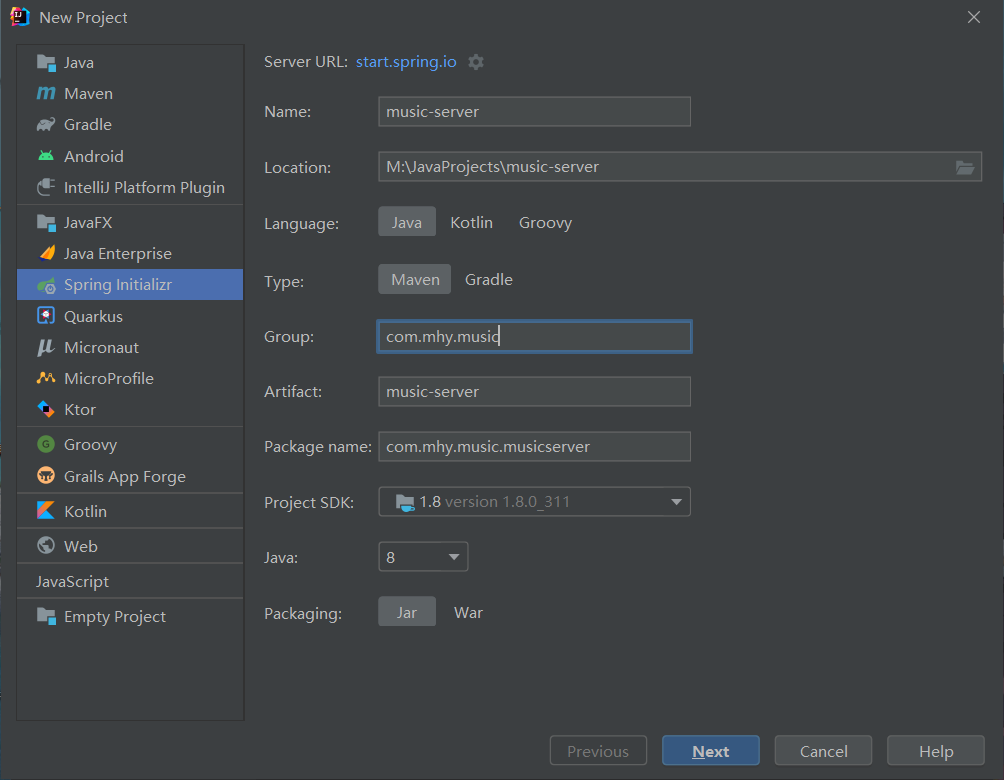 New Project
Java
Maven
Gradle
Android
IntelliJ Platform Plugin
JavaFX
Java Enterprise
Spring Initializr
Quarkus
Micronaut
MicroProfile
Ktor
Groovy
Grails App Forge
Kotlin
Web
JavaScript
Empty Project
Server URL: start.spring.io
Name: music-server
Location: M:\JavaProjects\music-server
Language: Java Kotlin Groovy
Type: Maven Gradle
Group: com.mhy.music
Artifact: music-server
Package name: com.mhy.music.musicserver
Project SDK: 1.8 version 1.8.0_311
Java: 8
Packaging: Jar War
Previous Next Cancel Help